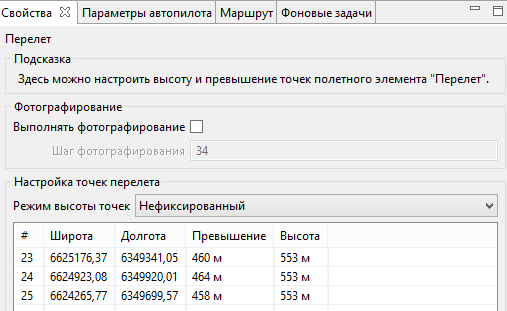 Свойства Параметры автопилота Маршрут Фоновые задачи
Перелет
Подсказка
Здесь можно настроить высоту и превышение точек полетного элемента "Перелет".
Фотографирование
Выполнять фотографирование
Шаг фотографирования 34
Настройка точек перелета
Режим высоты точек Нефиксированный
# Широта Долгота Превышение Высота
23 6625176,37 6349341,05 460 м 553 м
24 6624923,08 6349920,01 464 м 553 м
25 6624265,77 6349699,57 458 м 553 м